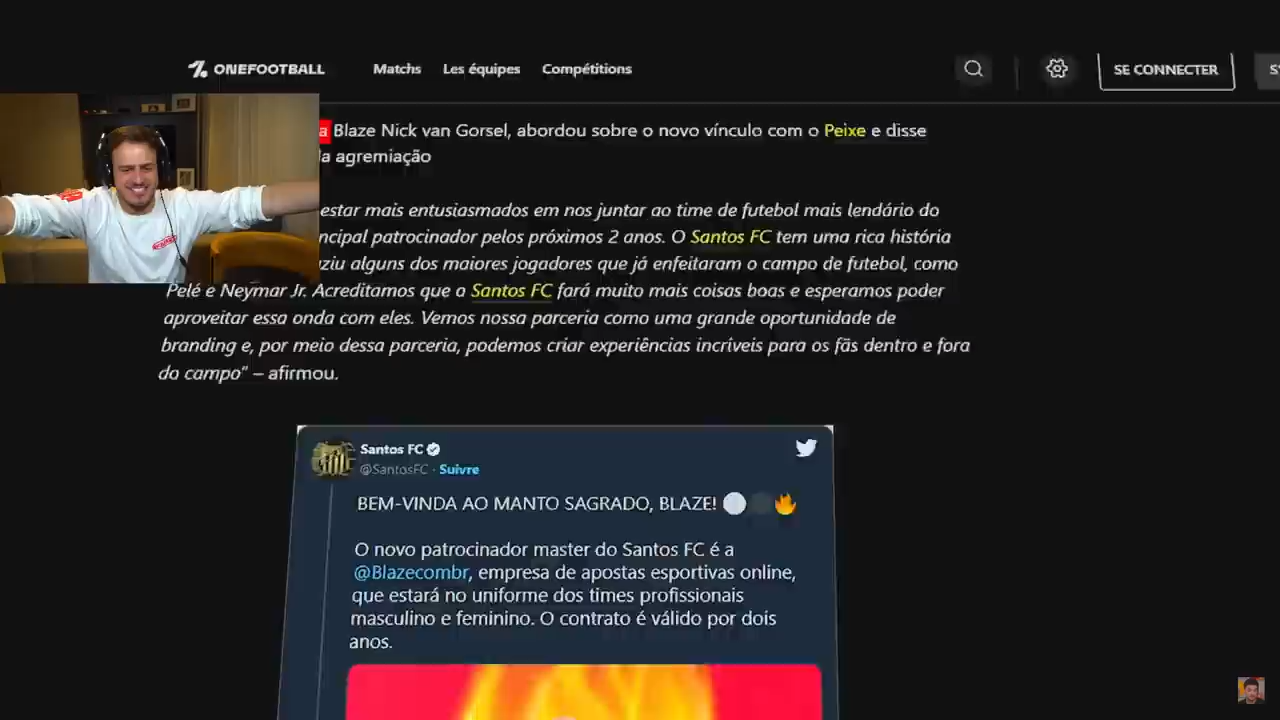 ONEFOOTBALL Matchs Les équipes Compétitions SE CONNECTER
a Blaze Nick van Gorsel, abordou sobre o novo vínculo com o Peixe e disse
la agremiação
estar mais entusiasmados em nos juntar ao time de futebol mais lendário do
ncipal patrocinador pelos próximos 2 anos. O Santos FC tem uma rica história
ziu alguns dos maiores jogadores que já enfeitaram o campo de futebol, como
Pelé e Neymar Jr. Acreditamos que o Santos FC fará muito mais coisas boas e esperamos poder
aproveitar essa onda com eles. Vemos nossa parceria como uma grande oportunidade de
branding e, por meio dessa parceria, podemos criar experiências incríveis para os fãs dentro e fora
do campo” – afirmou.
Santos FC
@SantosFC · Suivre
BEM-VINDA AO MANTO SAGRADO, BLAZE!
O novo patrocinador master do Santos FC é a
@Blazecombr, empresa de apostas esportivas online,
que estará no uniforme dos times profissionais
masculino e feminino. O contrato é válido por dois
anos.